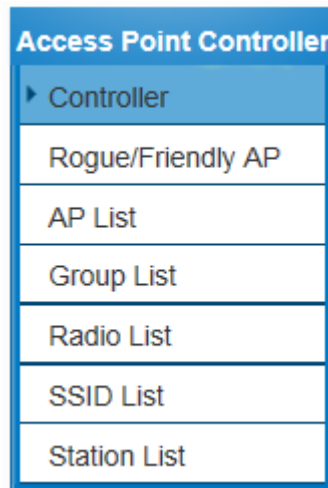 Access Point Controller
Controller
Rogue/Friendly AP
AP List
Group List
Radio List
SSID List
Station List